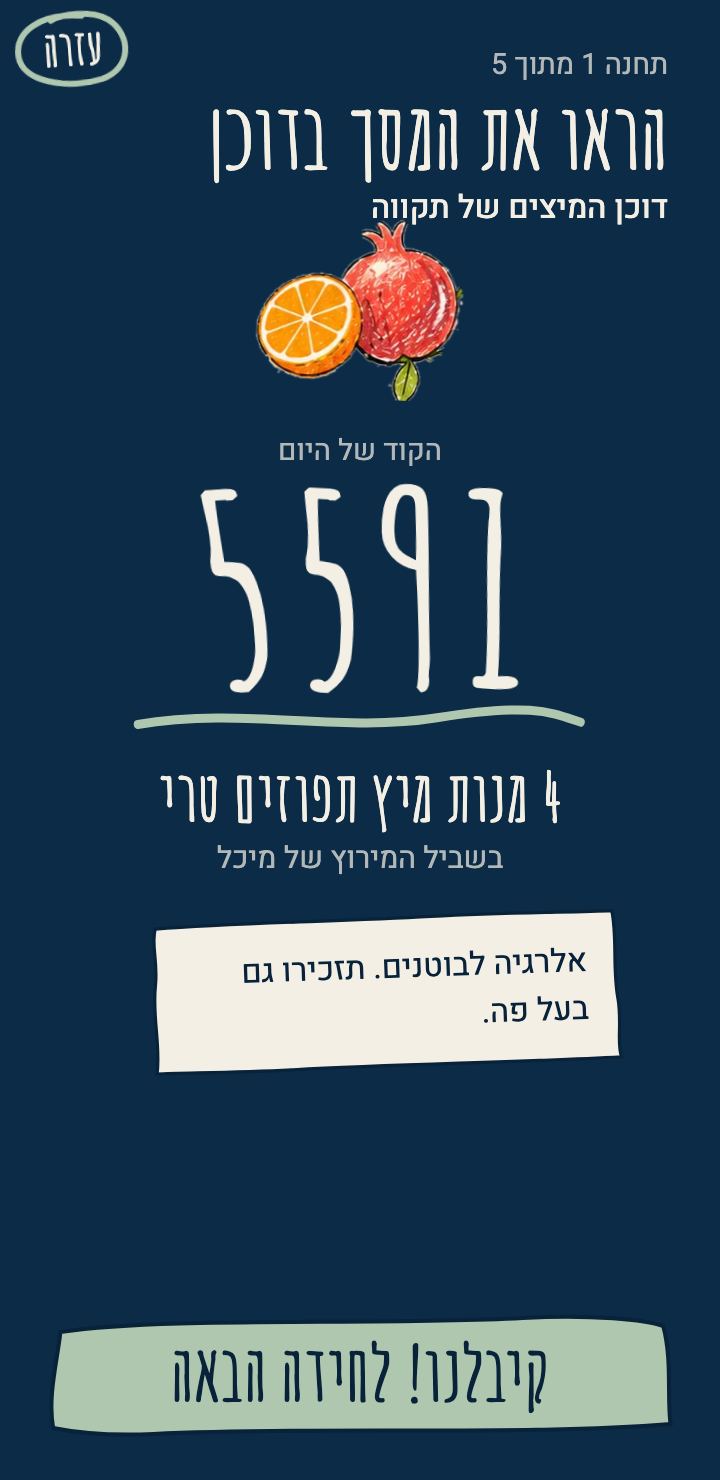 עזרה
תחנה 1 מתוך 5
הראו את המסך בדוכן
דוכן המיצים של תקווה
הקוד של היום
5591
4 מנות מיץ תפוזים טרי
בשביל המירוץ של מיכל
אלרגיה לבוטנים. תזכירו גם
בעל פה.
קיבלנו! לחידה הבאה